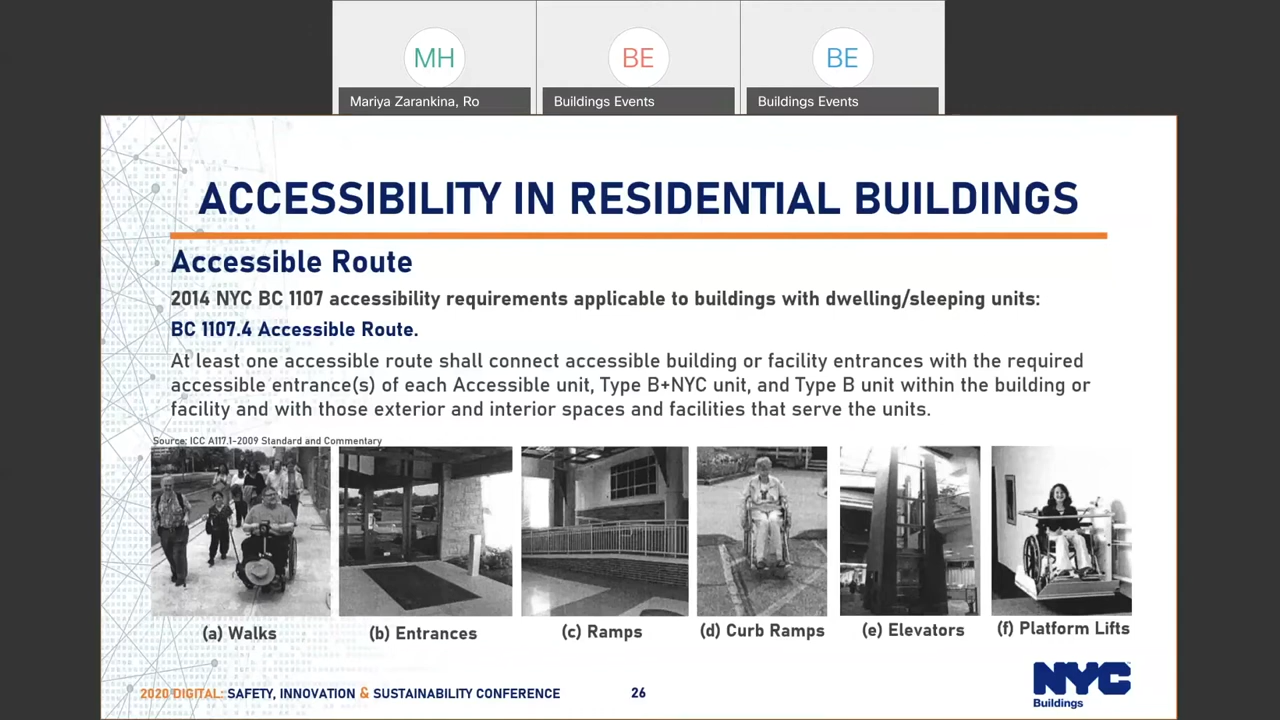 MH
BE
BE
Mariya Zarankina, Ro
Buildings Events
Buildings Events
ACCESSIBILITY IN RESIDENTIAL BUILDINGS
Accessible Route
2014 NYC BC 1107 accessibility requirements applicable to buildings with dwelling/sleeping units:
BC 1107.4 Accessible Route.
At least one accessible route shall connect accessible building or facility entrances with the required
accessible entrance(s) of each Accessible unit, Type B+NYC unit, and Type B unit within the building or
facility and with those exterior and interior spaces and facilities that serve the units.
Source: ICC A117.1-2009 Standard and Commentary
(a) Walks
(b) Entrances
(c) Ramps
(d) Curb Ramps
(e) Elevators
(f) Platform Lifts
2020 DIGITAL: SAFETY, INNOVATION & SUSTAINABILITY CONFERENCE
26
NYC
Buildings